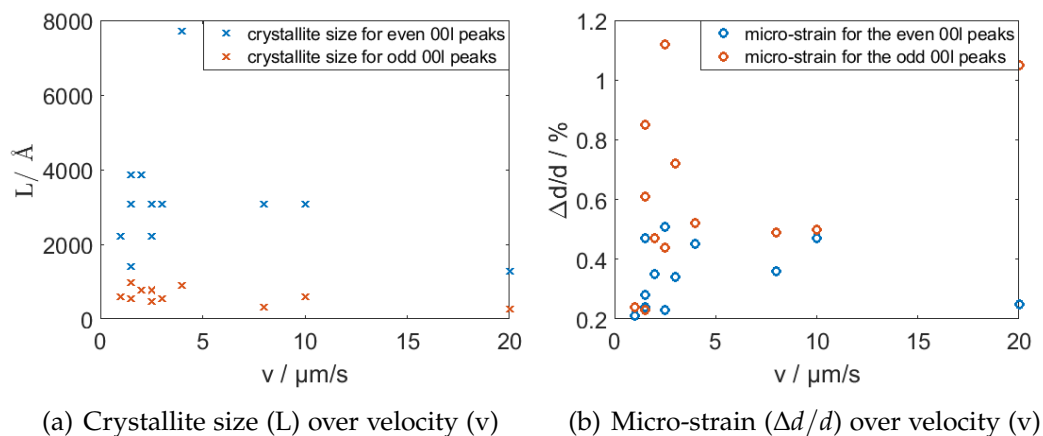 8000
6000
4000
2000
0
L/ Å
0
5
10
15
20
v / μm/s
crystallite size for even 00l peaks
crystallite size for odd 00l peaks
(a) Crystallite size (L) over velocity (v)
1.2
1
0.8
0.6
0.4
0.2
Δd/d / %
0
5
10
15
20
v / μm/s
micro-strain for the even 00l peaks
micro-strain for the odd 00l peaks
(b) Micro-strain (Δd/d) over velocity (v)